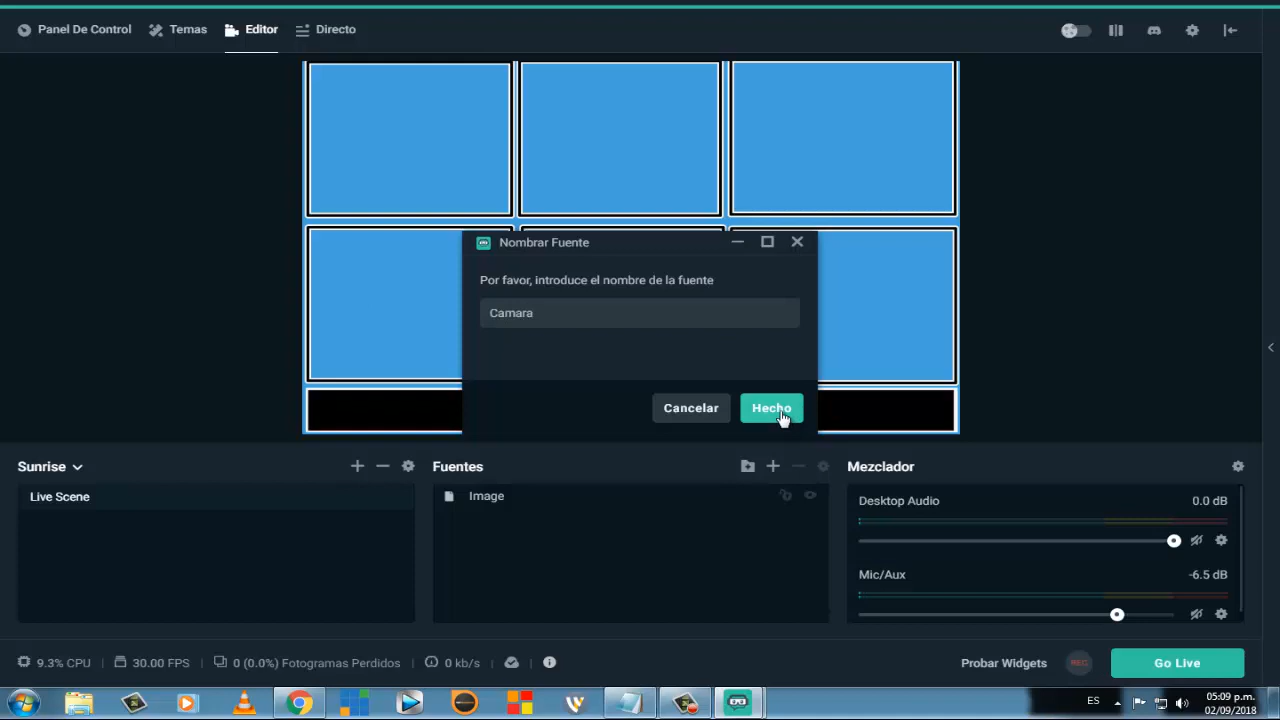 Panel De Control
Temas
Editor
Directo
Nombrar Fuente
Por favor, introduce el nombre de la fuente
Camara
Cancelar
Hecho
Sunrise
Fuentes
Mezclador
Live Scene
Image
Desktop Audio
0.0 dB
Mic/Aux
-6.5 dB
9.3% CPU
30.00 FPS
0 (0.0%) Fotogramas Perdidos
0 kb/s
Probar Widgets
REC
Go Live
ES
05:09 p.m.
02/09/2018